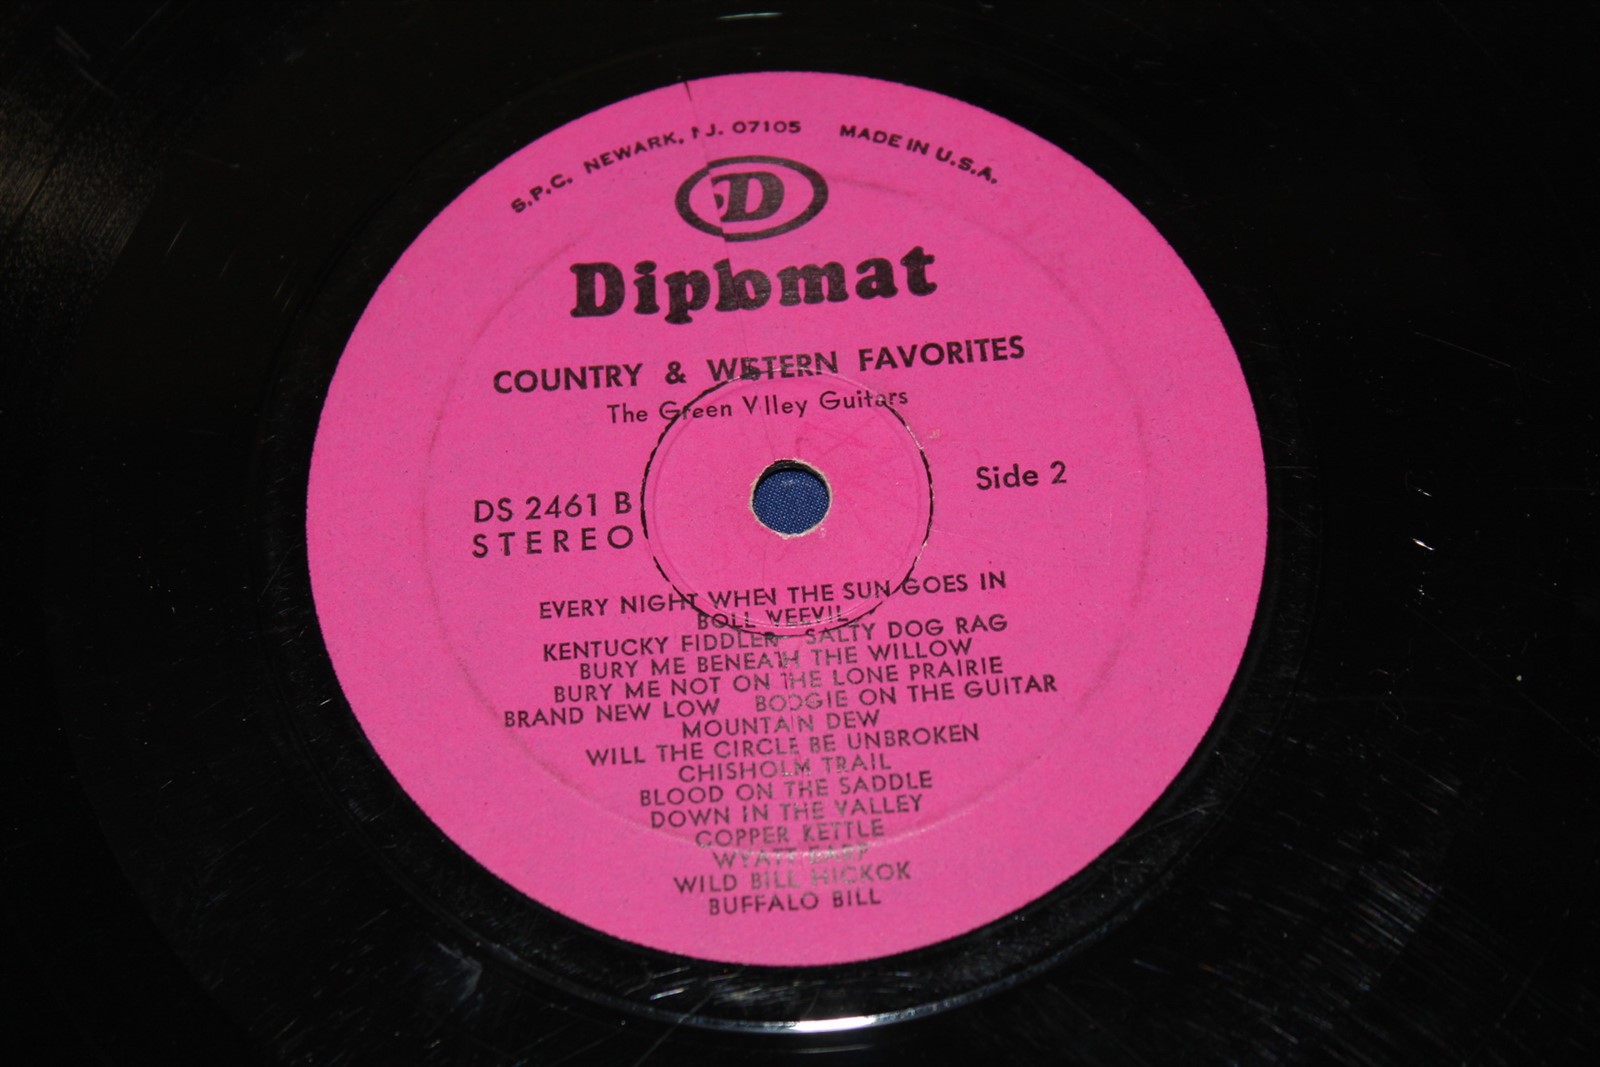 S.P.C. NEWARK, N.J. 07105 MADE IN U.S.A.
D
Diplomat
COUNTRY & WESTERN FAVORITES
The Green Valley Guitars
DS 2461 B
STEREO
Side 2
EVERY NIGHT WHEN THE SUN GOES IN
BOLL WEEVIL
KENTUCKY FIDDLER SALTY DOG RAG
BURY ME BENEATH THE WILLOW
BURY ME NOT ON THE LONE PRAIRIE
BRAND NEW LOW BOOGIE ON THE GUITAR
MOUNTAIN DEW
WILL THE CIRCLE BE UNBROKEN
CHISHOLM TRAIL
BLOOD ON THE SADDLE
DOWN IN THE VALLEY
COPPER KETTLE
WYATT EARP
WILD BILL HICKOK
BUFFALO BILL